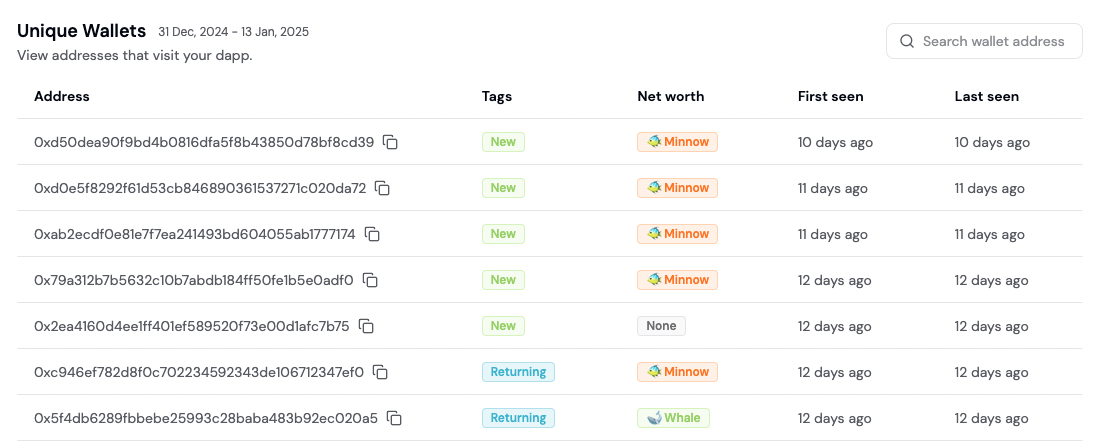 Unique Wallets 31 Dec, 2024 - 13 Jan, 2025
View addresses that visit your dapp.
Search wallet address
Address Tags Net worth First seen Last seen
0xd50dea90f9bd4b0816dfa5f8b43850d78bf8cd39 New Minnow 10 days ago 10 days ago
0xd0e5f8292f61d53cb846890361537271c020da72 New Minnow 11 days ago 11 days ago
0xab2ecdf0e81e7f7ea241493bd604055ab1777174 New Minnow 11 days ago 11 days ago
0x79a312b7b5632c10b7abdb184ff50fe1b5e0adf0 New Minnow 12 days ago 12 days ago
0x2ea4160d4ee1ff401ef589520f73e00d1afc7b75 New None 12 days ago 12 days ago
0xc946ef782d8f0c702234592343de106712347ef0 Returning Minnow 12 days ago 12 days ago
0x5f4db6289fbbebe25993c28baba483b92ec020a5 Returning Whale 12 days ago 12 days ago